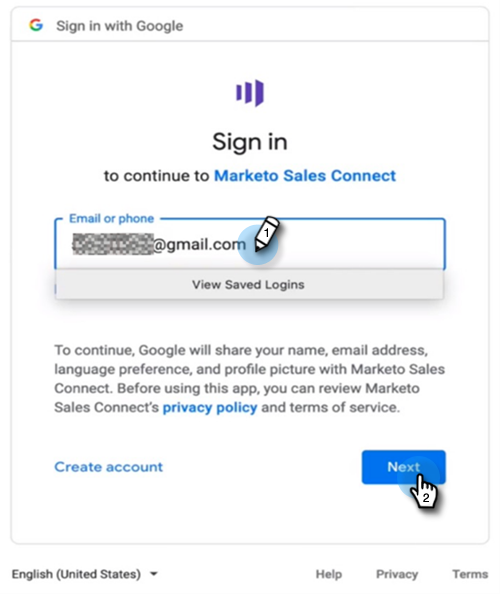 Sign in with Google
Sign in
to continue to Marketo Sales Connect
Email or phone
@gmail.com
1
View Saved Logins
To continue, Google will share your name, email address,
language preference, and profile picture with Marketo Sales
Connect. Before using this app, you can review Marketo
Sales Connect's privacy policy and terms of service.
Create account
Next
2
English (United States)
Help
Privacy
Terms